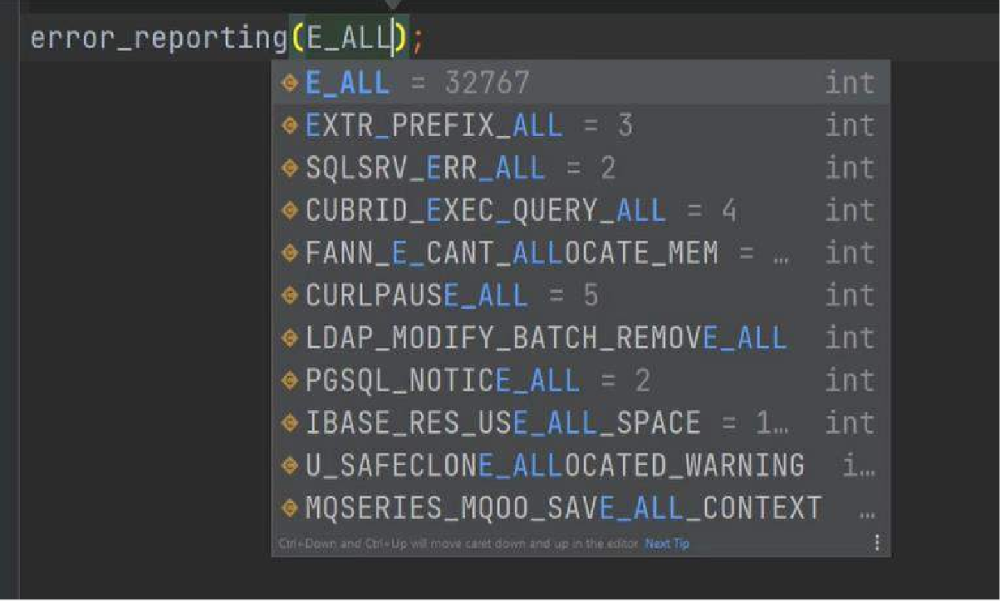 error_reporting(E_ALL);
E_ALL = 32767 int
EXTR_PREFIX_ALL = 3 int
SQLSRV_ERR_ALL = 2 int
CUBRID_EXEC_QUERY_ALL = 4 int
FANN_E_CANT_ALLOCATE_MEM = … int
CURLPAUSE_ALL = 5 int
LDAP_MODIFY_BATCH_REMOVE_ALL int
PGSQL_NOTICE_ALL = 2 int
IBASE_RES_USE_ALL_SPACE = 1… int
U_SAFECLONE_ALLOCATED_WARNING i…
MQSERIES_MQOO_SAVE_ALL_CONTEXT …
Ctrl+Down and Ctrl+Up will move caret down and up in the editor Next Tip